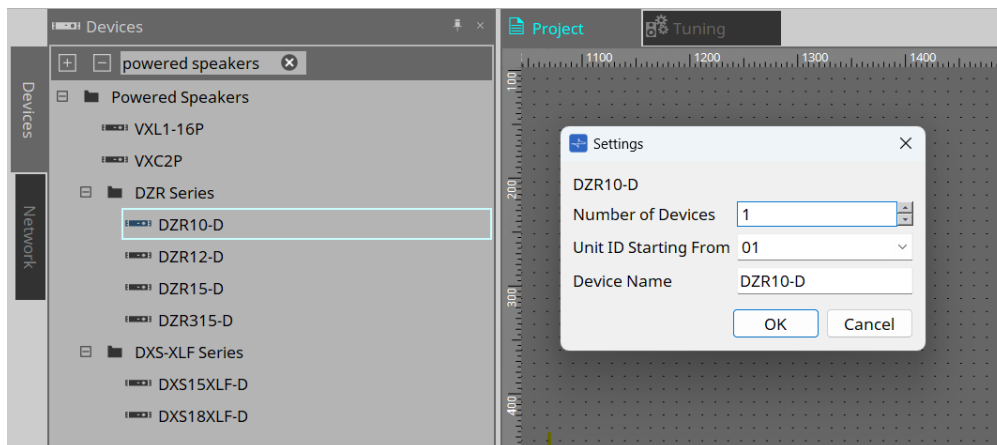 Devices
Project
Tuning
powered speakers
1100
1200
1300
1400
100
200
300
400
Devices
Network
Powered Speakers
VXL1-16P
VXC2P
DZR Series
DZR10-D
DZR12-D
DZR15-D
DZR315-D
DXS-XLF Series
DXS15XLF-D
DXS18XLF-D
Settings
DZR10-D
Number of Devices 1
Unit ID Starting From 01
Device Name DZR10-D
OK Cancel